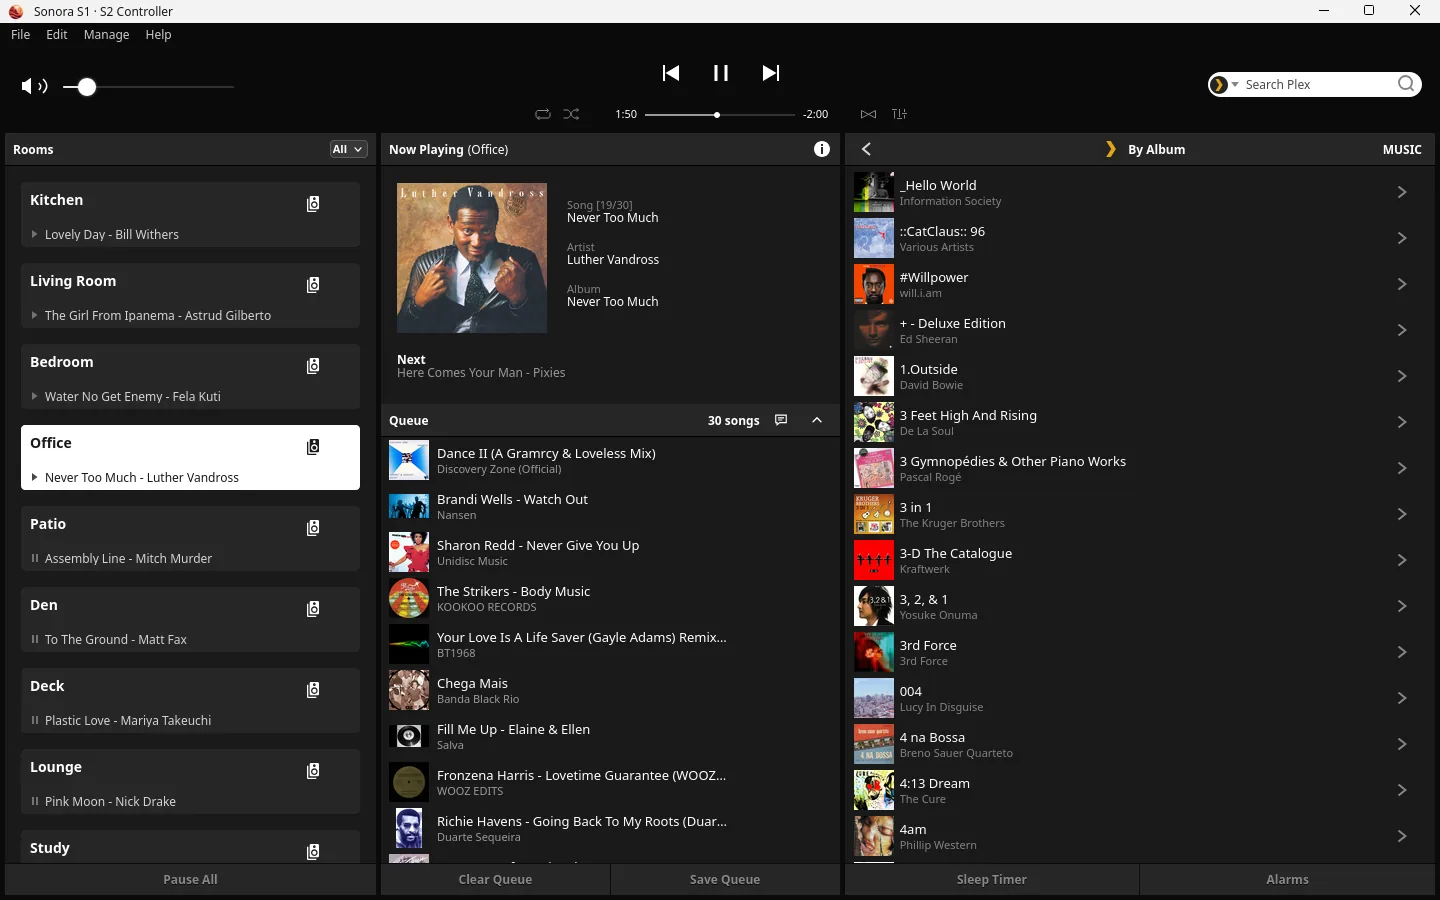 Sonora S1 · S2 Controller
File Edit Manage Help
1:50 -2:00
Search Plex
Rooms All
Kitchen
Lovely Day - Bill Withers
Living Room
The Girl From Ipanema - Astrud Gilberto
Bedroom
Water No Get Enemy - Fela Kuti
Office
Never Too Much - Luther Vandross
Patio
Assembly Line - Mitch Murder
Den
To The Ground - Matt Fax
Deck
Plastic Love - Mariya Takeuchi
Lounge
Pink Moon - Nick Drake
Study
Pause All
Now Playing (Office)
Luther Vandross
Song [19/30]
Never Too Much
Artist
Luther Vandross
Album
Never Too Much
Next
Here Comes Your Man - Pixies
Queue 30 songs
Dance II (A Gramrcy & Loveless Mix)
Discovery Zone (Official)
Brandi Wells - Watch Out
Nansen
Sharon Redd - Never Give You Up
Unidisc Music
The Strikers - Body Music
KOOKOO RECORDS
Your Love Is A Life Saver (Gayle Adams) Remix...
BT1968
Chega Mais
Banda Black Rio
Fill Me Up - Elaine & Ellen
Salva
Fronzena Harris - Lovetime Guarantee (WOOZ...
WOOZ EDITS
Richie Havens - Going Back To My Roots (Duar...
Duarte Sequeira
Clear Queue Save Queue
By Album MUSIC
_Hello World
Information Society
::CatClaus:: 96
Various Artists
#Willpower
will.i.am
+ - Deluxe Edition
Ed Sheeran
1.Outside
David Bowie
3 Feet High And Rising
De La Soul
3 Gymnopédies & Other Piano Works
Pascal Rogé
KRUGER
BROTHERS
3 in 1
The Kruger Brothers
3-D The Catalogue
Kraftwerk
3,2&1
3, 2, & 1
Yosuke Onuma
3rd Force
3rd Force
004
Lucy In Disguise
4 NA BOSSA
4 na Bossa
Breno Sauer Quarteto
4:13 Dream
The Cure
4am
Phillip Western
Sleep Timer Alarms